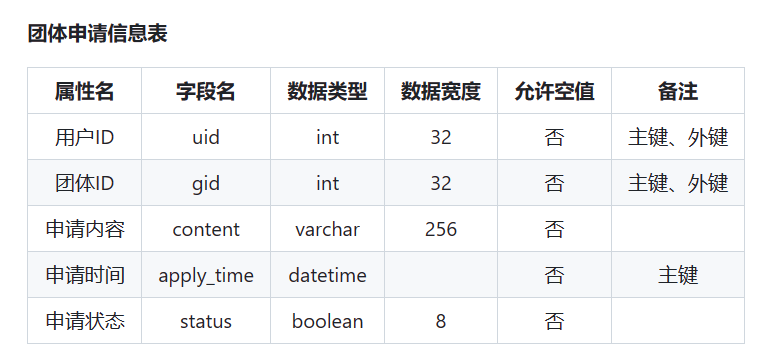 团体申请信息表
属性名 字段名 数据类型 数据宽度 允许空值 备注
用户ID uid int 32 否 主键、外键
团体ID gid int 32 否 主键、外键
申请内容 content varchar 256 否
申请时间 apply_time datetime 否 主键
申请状态 status boolean 8 否